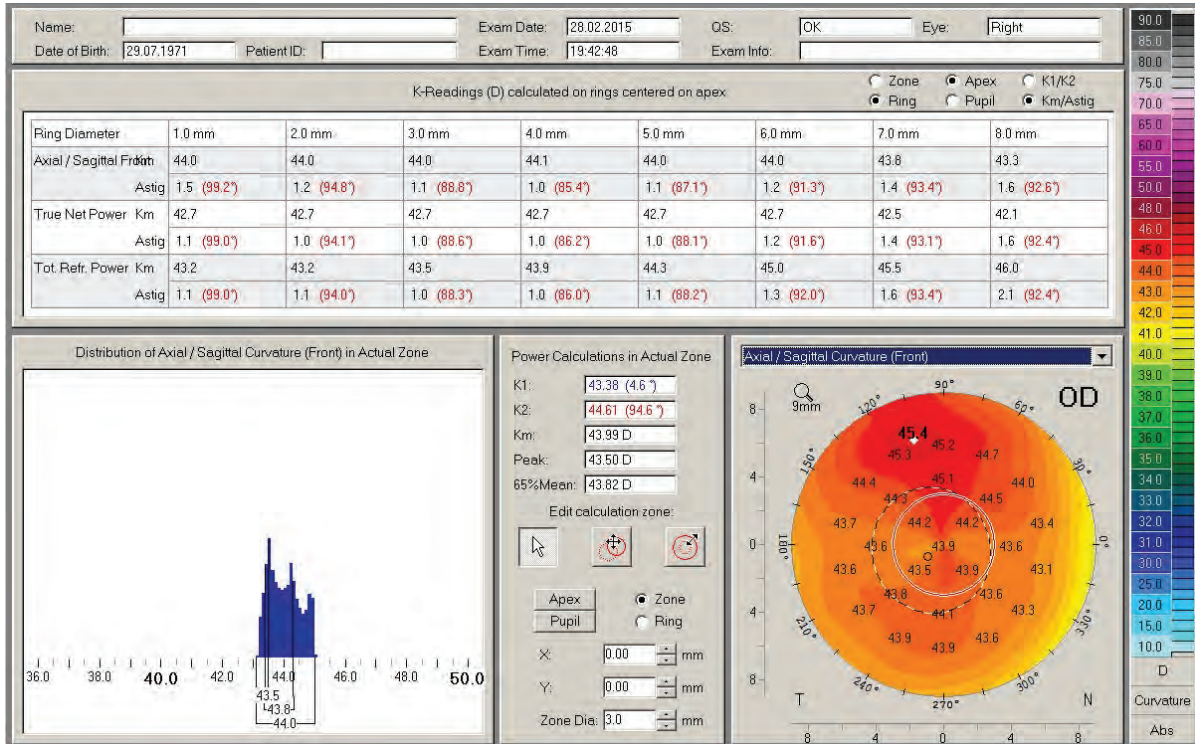 Name: Exam Date: 28.02.2015 QS: OK Eye: Right
Date of Birth: 29.07.1971 Patient ID: Exam Time: 19:42:48 Exam Info:
K-Readings (D) calculated on rings centered on apex
Zone Apex K1/K2
Ring Pupil Km/Astig
Ring Diameter 1.0 mm 2.0 mm 3.0 mm 4.0 mm 5.0 mm 6.0 mm 7.0 mm 8.0 mm
Axial / Sagittal Front Km 44.0 44.0 44.0 44.1 44.0 44.0 43.8 43.3
Astig 1.5 (99.2°) 1.2 (94.8°) 1.1 (88.8°) 1.0 (85.4°) 1.1 (87.1°) 1.2 (91.3°) 1.4 (93.4°) 1.6 (92.6°)
True Net Power Km 42.7 42.7 42.7 42.7 42.7 42.7 42.5 42.1
Astig 1.1 (99.0°) 1.0 (94.1°) 1.0 (88.6°) 1.0 (86.2°) 1.0 (88.1°) 1.2 (91.6°) 1.4 (93.1°) 1.6 (92.4°)
Tot. Refr. Power Km 43.2 43.2 43.5 43.9 44.3 45.0 45.5 46.0
Astig 1.1 (99.0°) 1.1 (94.0°) 1.0 (88.3°) 1.0 (86.0°) 1.1 (88.2°) 1.3 (92.0°) 1.6 (93.4°) 2.1 (92.4°)
Distribution of Axial / Sagittal Curvature (Front) in Actual Zone
36.0 38.0 40.0 42.0 44.0 46.0 48.0 50.0
43.5
43.8
44.0
Power Calculations in Actual Zone
K1: 43.38 (4.6 °)
K2: 44.61 (94.6 °)
Km: 43.99 D
Peak: 43.50 D
65%Mean: 43.82 D
Edit calculation zone:
Apex Zone
Pupil Ring
X: 0.00 mm
Y: 0.00 mm
Zone Dia: 3.0 mm
Axial / Sagittal Curvature (Front)
9mm
OD
90°
120° 60°
150° 30°
180° 0°
210° 330°
240° 300°
270°
8
4
0
4
8
45.4
45.3 45.2 44.7
44.4 45.1 44.0
44.3 44.5
43.7 44.2 44.2 43.4
43.6 43.9 43.6
43.6 43.5 43.9 43.1
43.8 43.6
43.7 44.1 43.3
43.9 43.9 43.6
T N
8 4 0 4 8
90.0
85.0
80.0
75.0
70.0
65.0
60.0
55.0
50.0
48.0
46.0
45.0
44.0
43.0
42.0
41.0
40.0
39.0
38.0
37.0
36.0
35.0
34.0
33.0
32.0
31.0
30.0
25.0
20.0
15.0
10.0
D
Curvature
Abs